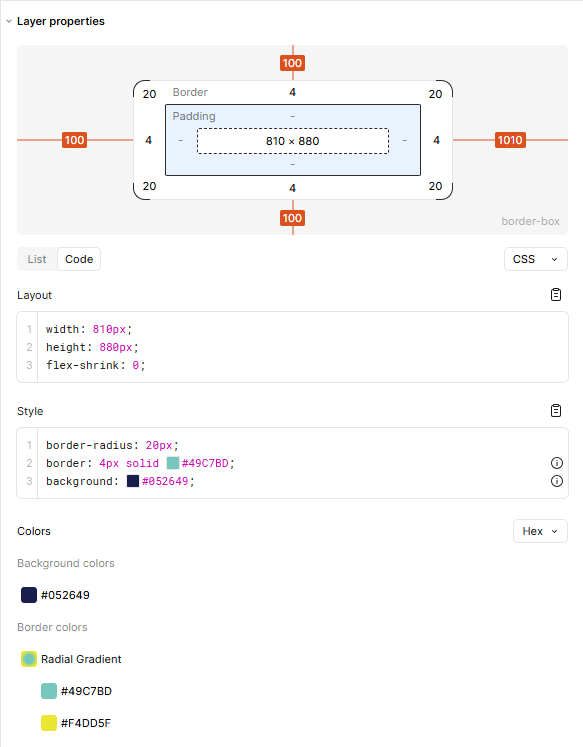 Layer properties
100
20 Border 4 20
Padding -
100 4 - 810 × 880 - 4 1010
-
20 4 20
100
border-box
List Code CSS
Layout
1 width: 810px;
2 height: 880px;
3 flex-shrink: 0;
Style
1 border-radius: 20px;
2 border: 4px solid #49C7BD;
3 background: #052649;
Colors Hex
Background colors
#052649
Border colors
Radial Gradient
#49C7BD
#F4DD5F